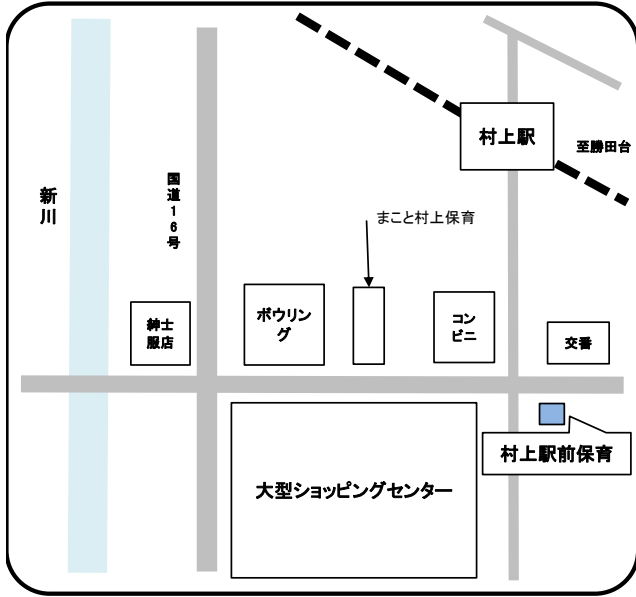 村上駅
至勝田台
新
川
国
道
1
6
号
まこと村上保育
紳士
服店
ボウリン
グ
コン
ビニ
交番
村上駅前保育
大型ショッピングセンター